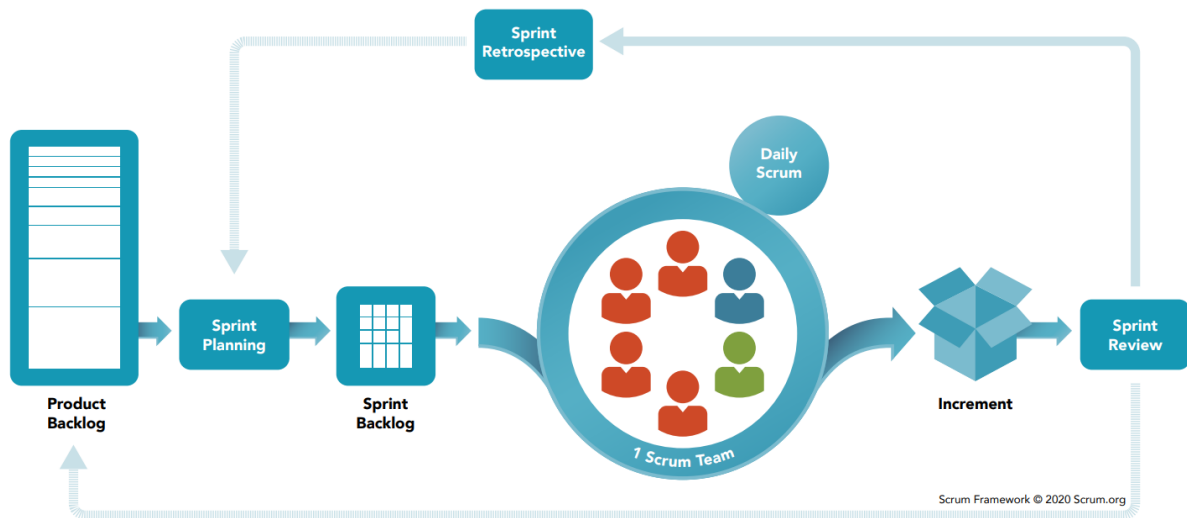 Sprint
Retrospective
Daily
Scrum
Sprint
Planning
Sprint
Review
Product
Backlog
Sprint
Backlog
1 Scrum Team
Increment
Scrum Framework © 2020 Scrum.org